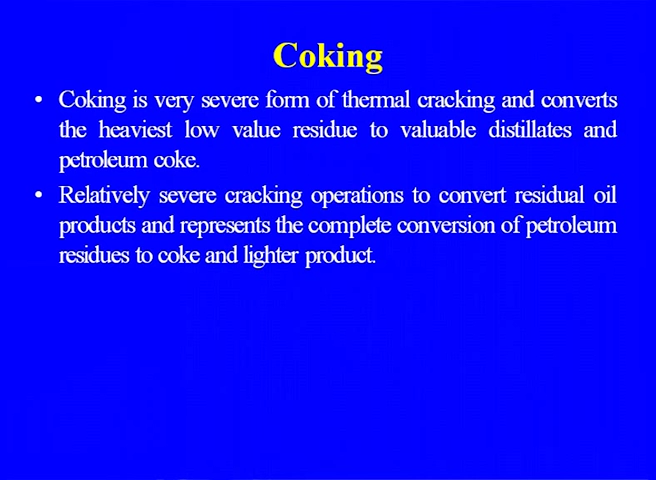 Coking
• Coking is very severe form of thermal cracking and converts
the heaviest low value residue to valuable distillates and
petroleum coke.
• Relatively severe cracking operations to convert residual oil
products and represents the complete conversion of petroleum
residues to coke and lighter product.